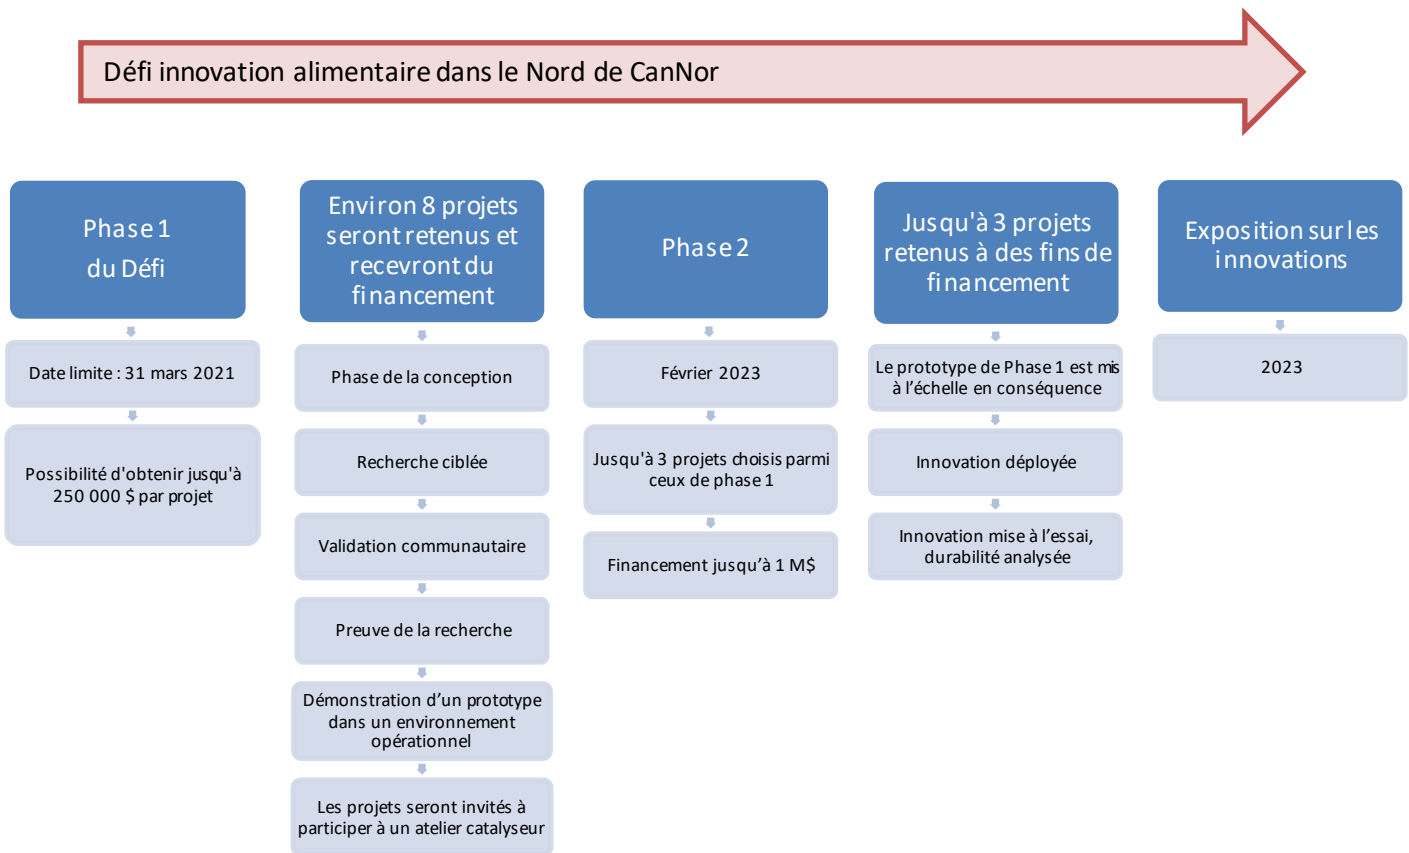 Défi innovation alimentaire dans le Nord de CanNor
Phase 1
du Défi
Date limite : 31 mars 2021
Possibilité d'obtenir jusqu'à
250 000 $ par projet
Environ 8 projets
seront retenus et
recevront du
financement
Phase de la conception
Recherche ciblée
Validation communautaire
Preuve de la recherche
Démonstration d’un prototype
dans un environnement
opérationnel
Les projets seront invités à
participer à un atelier catalyseur
Phase 2
Février 2023
Jusqu'à 3 projets choisis parmi
ceux de phase 1
Financement jusqu’à 1 M$
Jusqu'à 3 projets
retenus à des fins de
financement
Le prototype de Phase 1 est mis
à l’échelle en conséquence
Innovation déployée
Innovation mise à l’essai,
durabilité analysée
Exposition sur les
innovations
2023